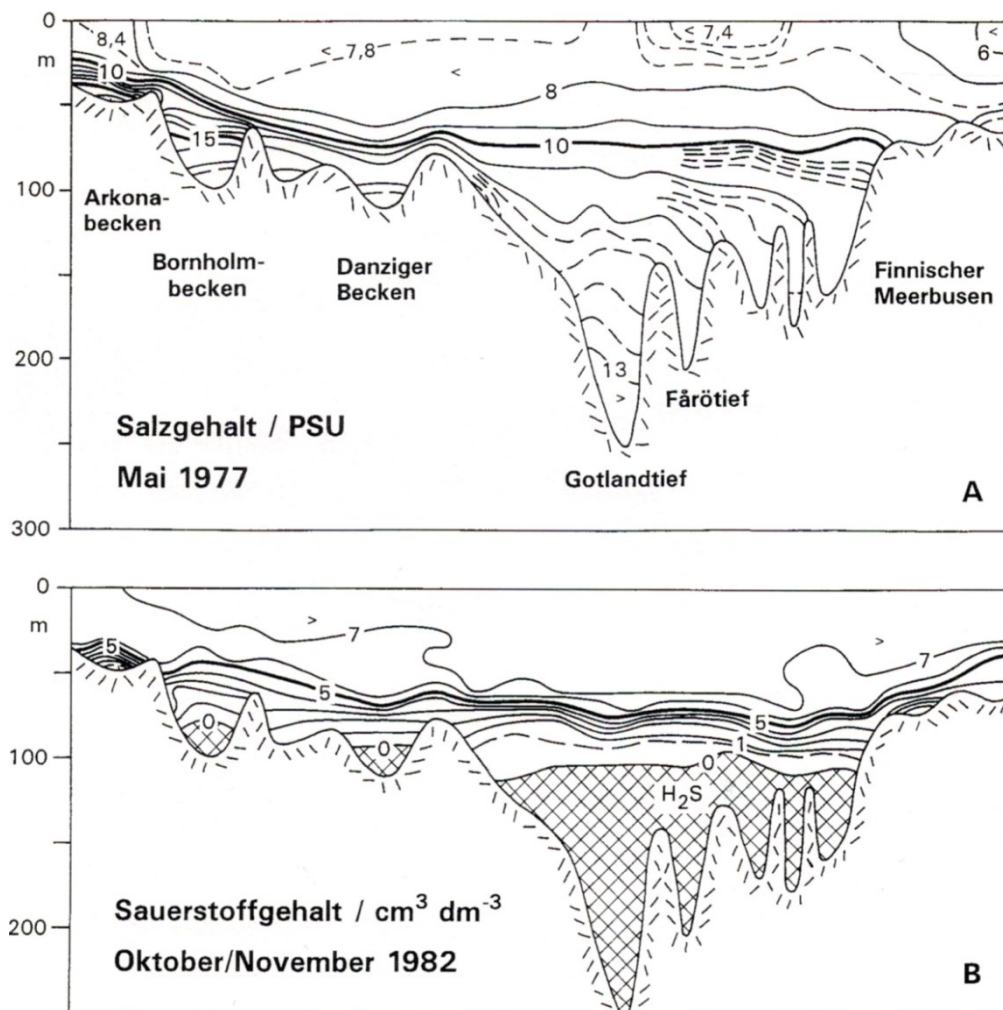 0
m
100
200
300
8,4
< 7,8
< 7,4
<
6
<
10
8
15
10
Arkona-
becken
Bornholm-
becken
Danziger
Becken
Finnischer
Meerbusen
13
>
Fårötief
Gotlandtief
Salzgehalt / PSU
Mai 1977
A
0
m
100
200
>
7
>
7
5
5
5
1
0
0
0
H₂S
Sauerstoffgehalt / cm³ dm⁻³
Oktober/November 1982
B